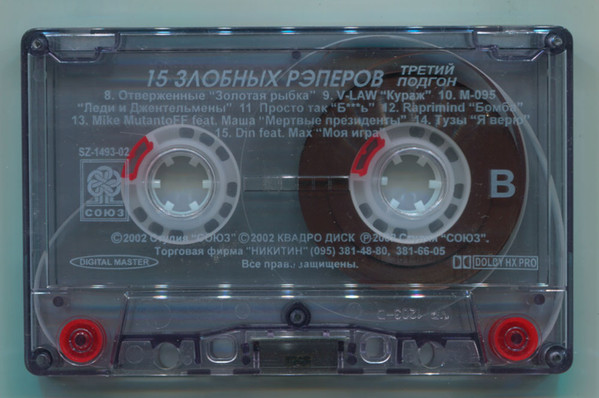 15 ЗЛОБНЫХ РЭПЕРОВ ТРЕТИЙ ПОДГОН
8. Отверженные "Золотая рыбка" 9. V-LAW "Кураж" 10. М-095
"Леди и Джентельмены" 11 Просто так "Б***ь" 12. Raprimind "Бомба"
13. Mike MutantoFF feat. Маша "Мертвые президенты" 14. Тузы "Я верю"
15. Din feat. Max "Моя игра"
SZ-1493-02
СОЮЗ
B
©2002 Студия "СОЮЗ" ©2002 КВАДРО ДИСК ℗ Студия "СОЮЗ".
Торговая фирма "НИКИТИН" (095) 381-48-80, 381-66-05
Все права защищены.
DIGITAL MASTER
DOLBY HX PRO